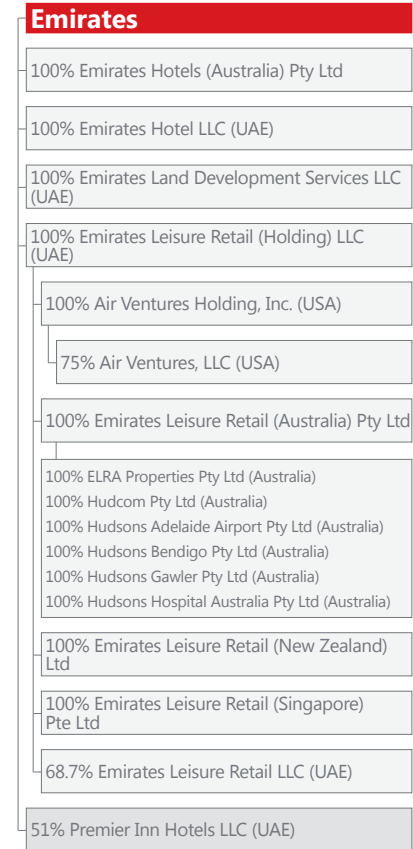 Emirates
100% Emirates Hotels (Australia) Pty Ltd
100% Emirates Hotel LLC (UAE)
100% Emirates Land Development Services LLC
(UAE)
100% Emirates Leisure Retail (Holding) LLC
(UAE)
100% Air Ventures Holding, Inc. (USA)
75% Air Ventures, LLC (USA)
100% Emirates Leisure Retail (Australia) Pty Ltd
100% ELRA Properties Pty Ltd (Australia)
100% Hudcom Pty Ltd (Australia)
100% Hudsons Adelaide Airport Pty Ltd (Australia)
100% Hudsons Bendigo Pty Ltd (Australia)
100% Hudsons Gawler Pty Ltd (Australia)
100% Hudsons Hospital Australia Pty Ltd (Australia)
100% Emirates Leisure Retail (New Zealand)
Ltd
100% Emirates Leisure Retail (Singapore)
Pte Ltd
68.7% Emirates Leisure Retail LLC (UAE)
51% Premier Inn Hotels LLC (UAE)